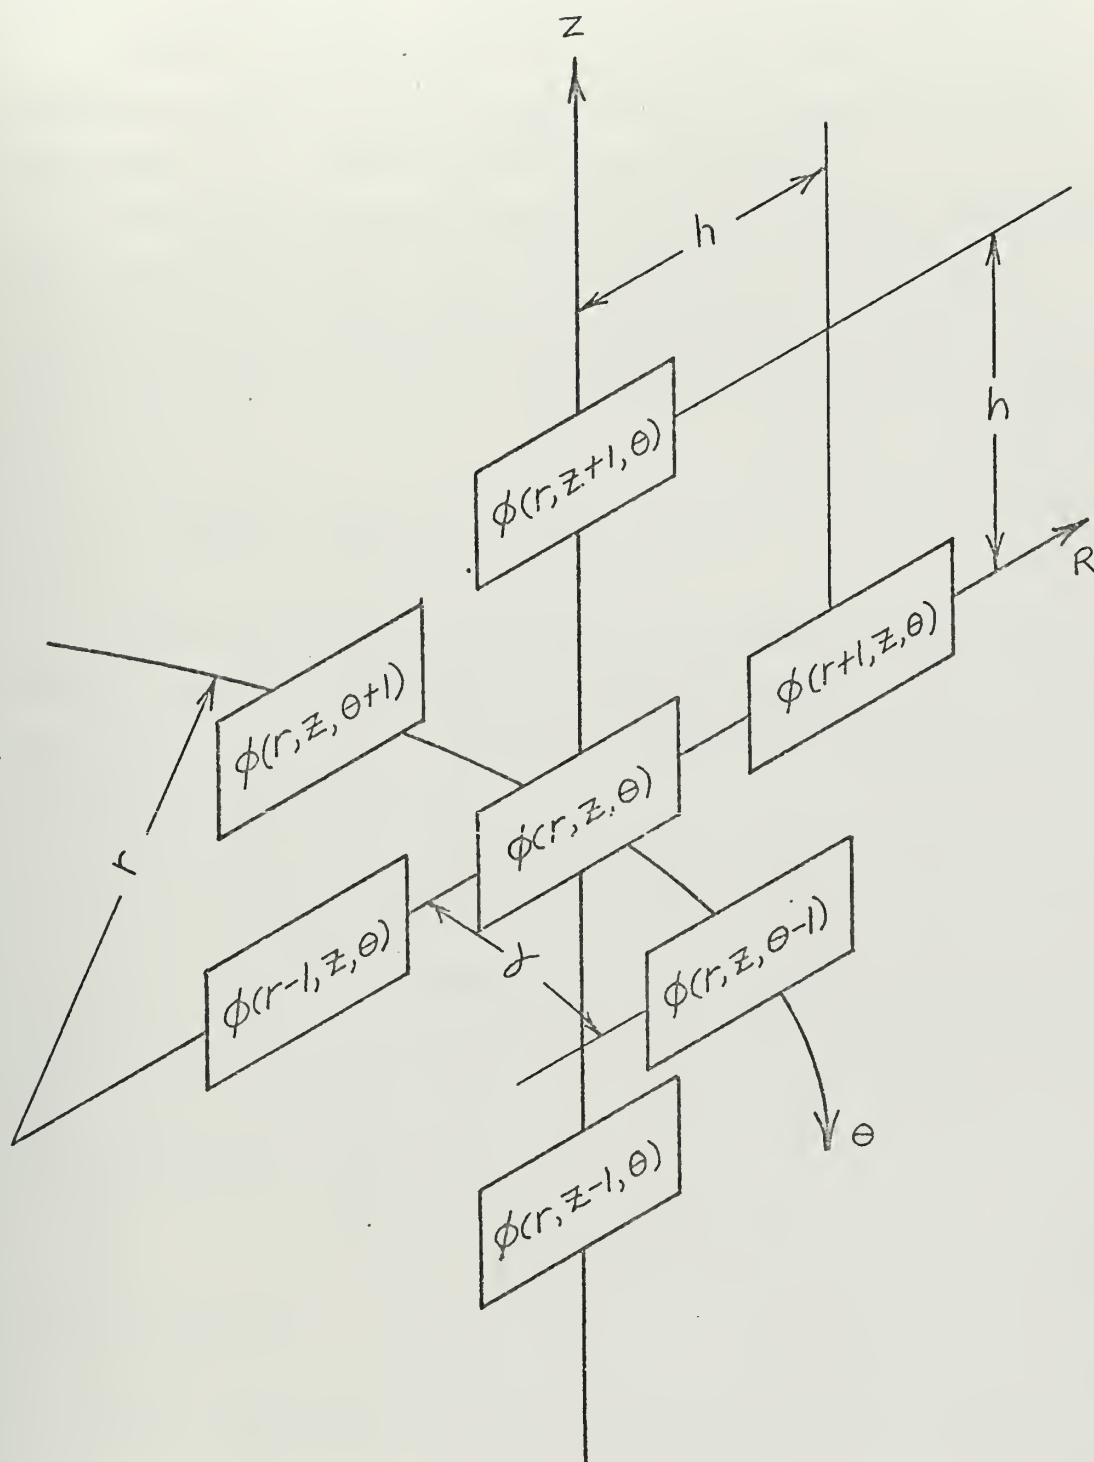 Z
h
h
ϕ(r,z+1,θ)
R
ϕ(r+1,z,θ)
ϕ(r,z,θ+1)
ϕ(r,z,θ)
r
ϕ(r-1,z,θ)
α
ϕ(r,z,θ-1)
θ
ϕ(r,z-1,θ)